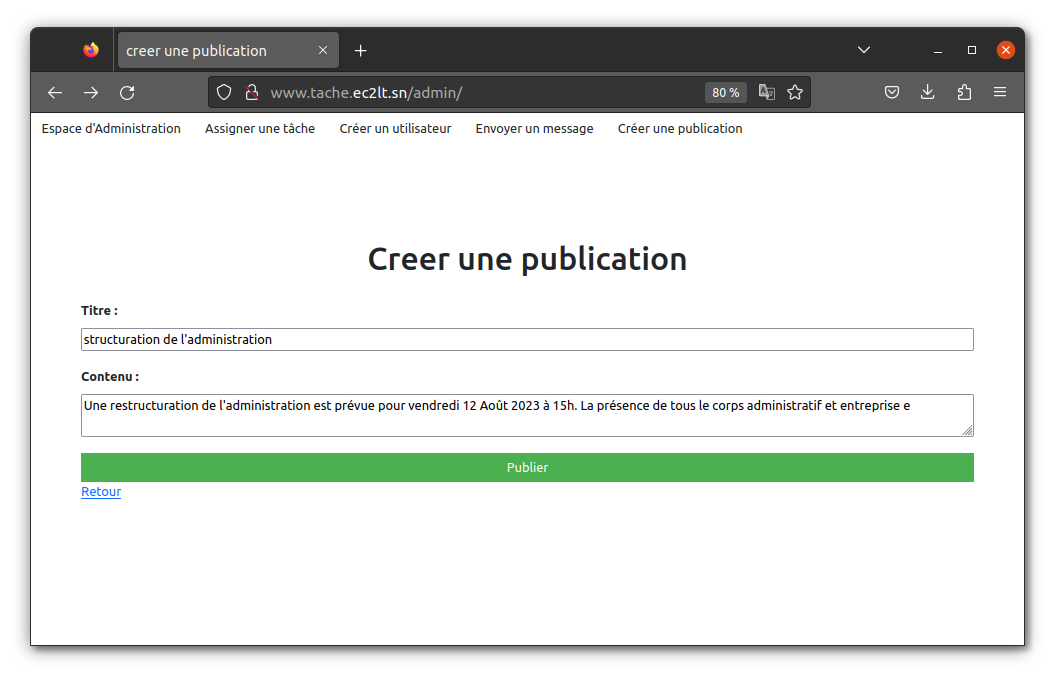 creer une publication
www.tache.ec2lt.sn/admin/
80 %
Espace d'Administration Assigner une tâche Créer un utilisateur Envoyer un message Créer une publication
Creer une publication
Titre :
structuration de l'administration
Contenu :
Une restructuration de l'administration est prévue pour vendredi 12 Août 2023 à 15h. La présence de tous le corps administratif et entreprise e
Publier
Retour